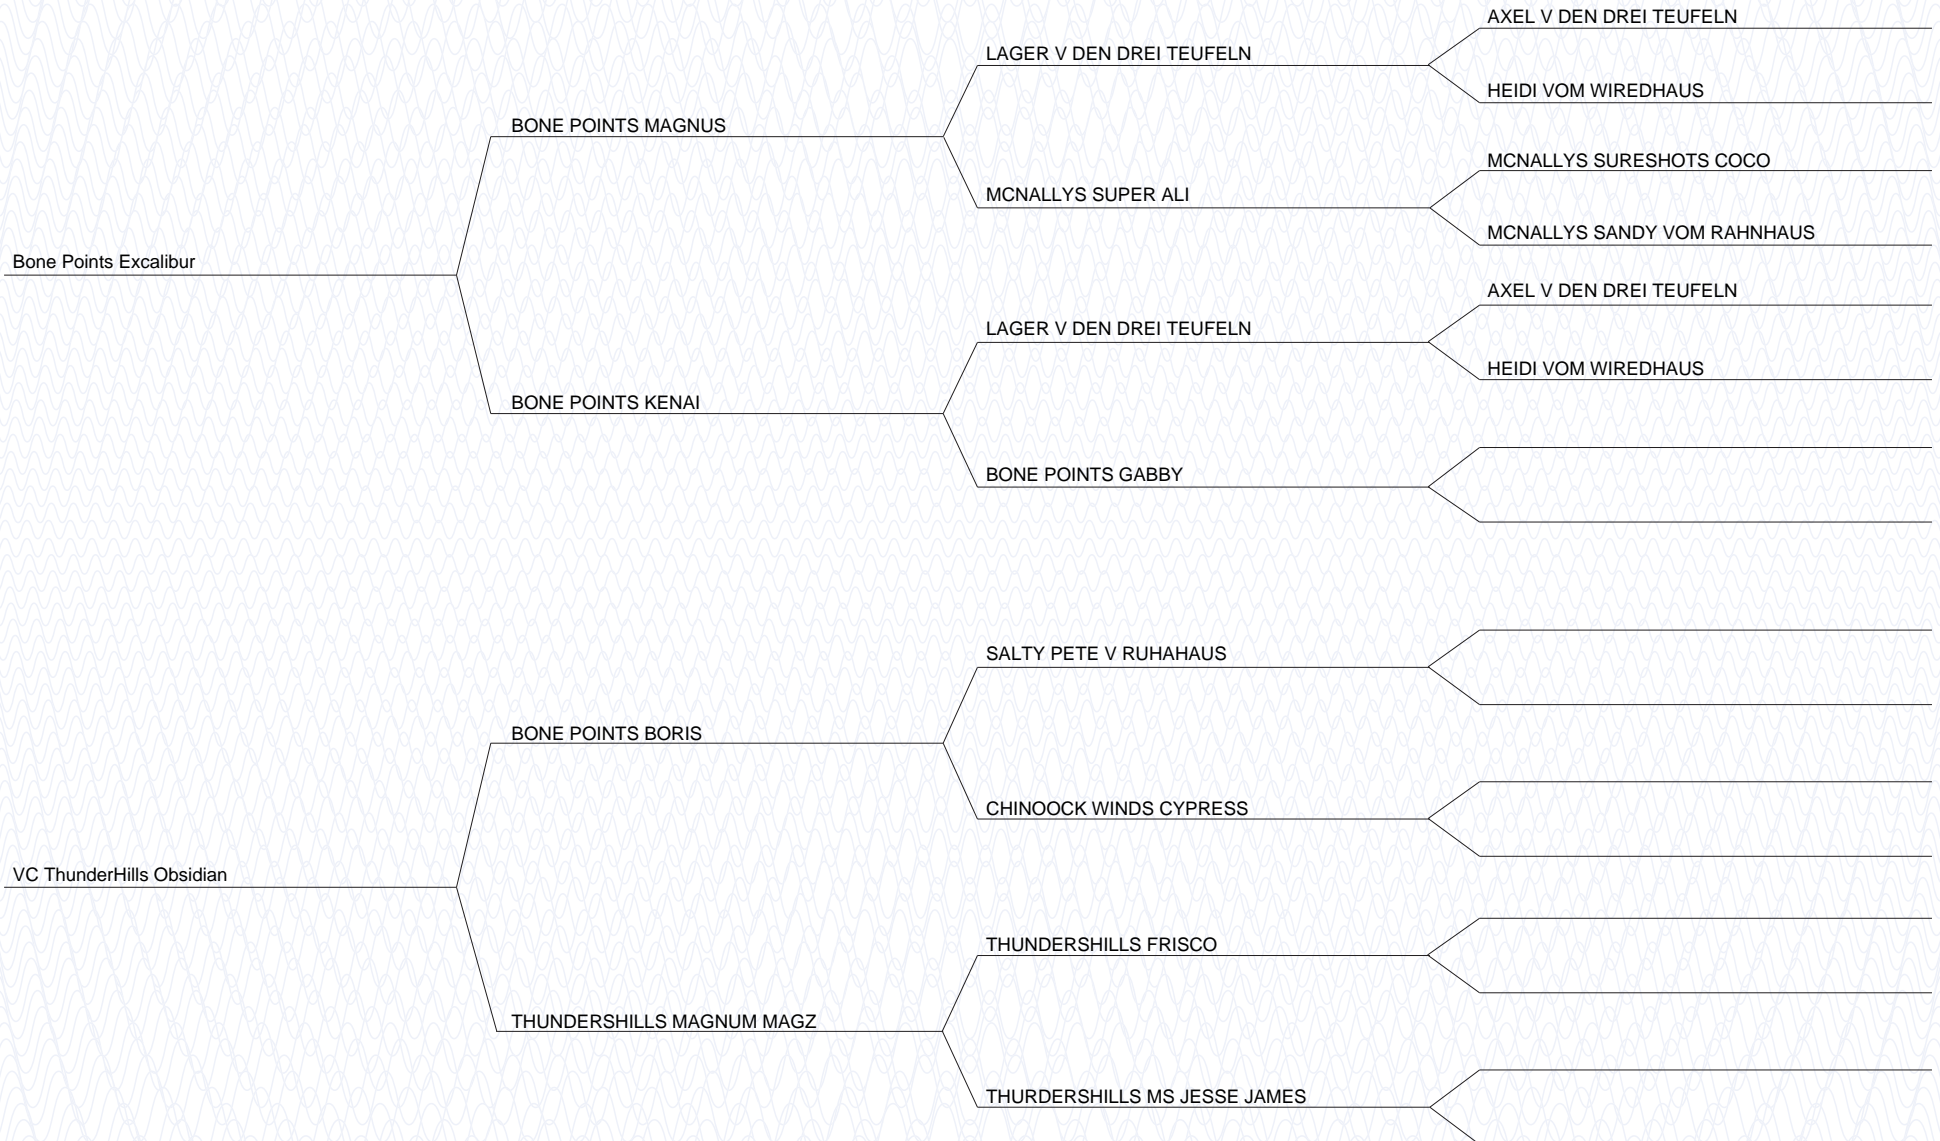 AXEL V DEN DREI TEUFELN
LAGER V DEN DREI TEUFELN
HEIDI VOM WIREDHAUS
BONE POINTS MAGNUS
MCNALLYS SURESHOTS COCO
MCNALLYS SUPER ALI
MCNALLYS SANDY VOM RAHNHAUS
Bone Points Excalibur
AXEL V DEN DREI TEUFELN
LAGER V DEN DREI TEUFELN
HEIDI VOM WIREDHAUS
BONE POINTS KENAI
BONE POINTS GABBY
SALTY PETE V RUHAHAUS
BONE POINTS BORIS
CHINOOCK WINDS CYPRESS
VC ThunderHills Obsidian
THUNDERSHILLS FRISCO
THUNDERSHILLS MAGNUM MAGZ
THURDERSHILLS MS JESSE JAMES